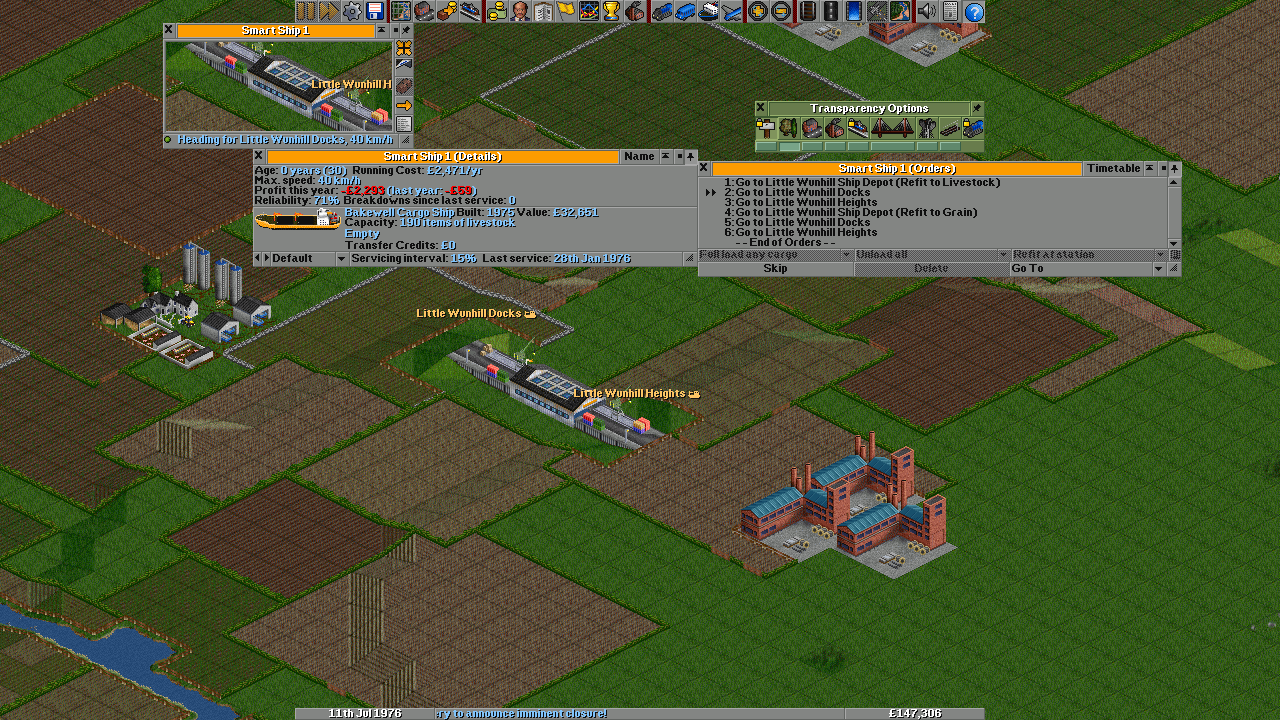 Smart Ship 1
Little Wunhill H
Heading for Little Wunhill Docks, 40 km/h
Transparency Options
Smart Ship 1 (Details)
Name
Age: 0 years (30) Running Cost: £2,471/yr
Max. speed: 40 km/h
Profit this year: -£2,293 (last year: -£69)
Reliability: 71% Breakdowns since last service: 0
Bakewell Cargo Ship Built: 1975 Value: £32,651
Capacity: 190 items of livestock
Empty
Transfer Credits: £0
Default
Servicing interval: 15% Last service: 28th Jan 1976
Smart Ship 1 (Orders)
Timetable
1: Go to Little Wunhill Ship Depot (Refit to Livestock)
2: Go to Little Wunhill Docks
3: Go to Little Wunhill Heights
4: Go to Little Wunhill Ship Depot (Refit to Grain)
5: Go to Little Wunhill Docks
6: Go to Little Wunhill Heights
- - End of Orders - -
Full load any cargo
Unload all
Refit at station
Skip
Delete
Go To
Little Wunhill Docks
Little Wunhill Heights
11th Jul 1976
ry to announce imminent closure!
£147,306